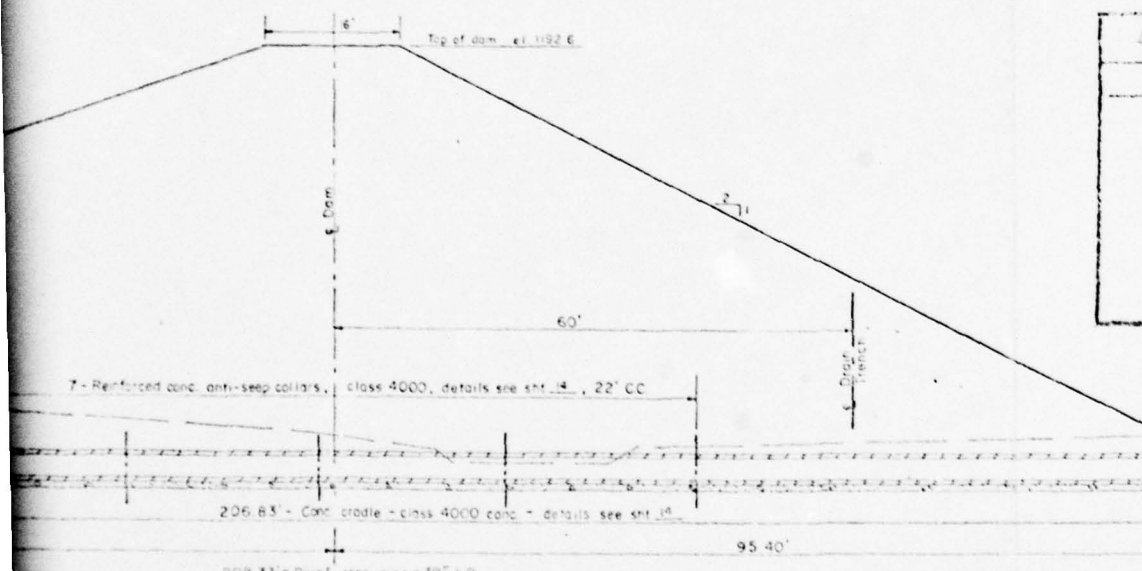 16'
Top of dam el. 1192.6
℄ Dam
2
1
60'
℄ Drain
Trench
7 - Reinforced conc. anti-seep collars, class 4000, details see sht. 14, 22' CC
206.83' - Conc. cradle - class 4000 conc. - details see sht. 14
95.40'